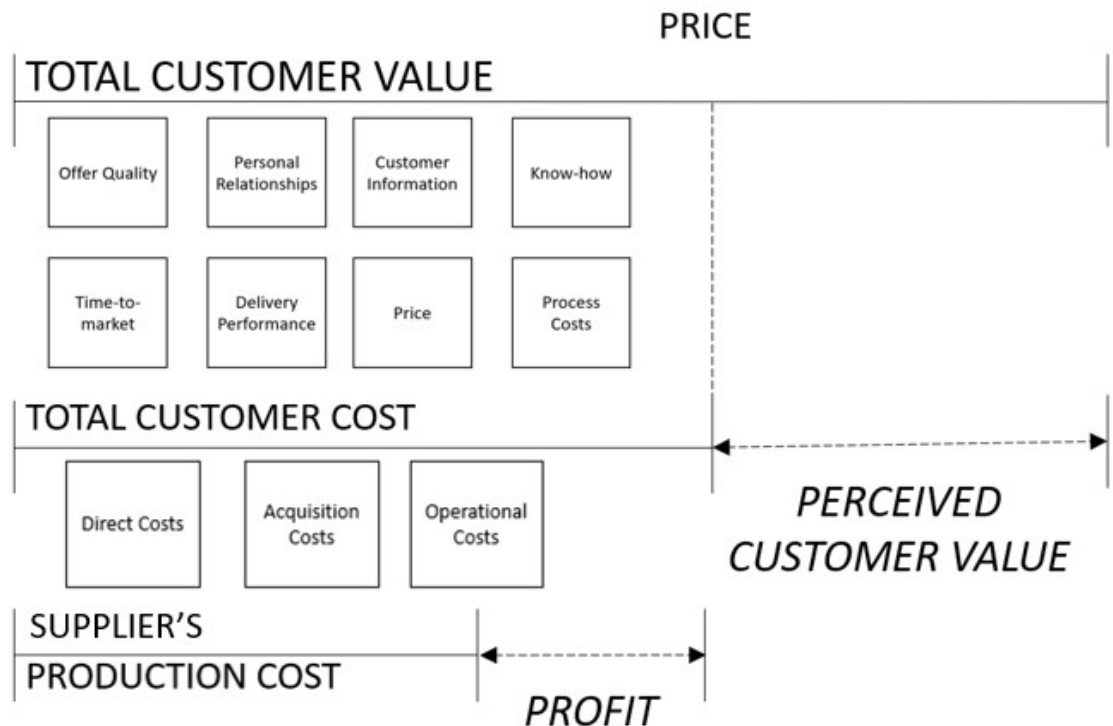 PRICE
TOTAL CUSTOMER VALUE
Offer Quality
Personal
Relationships
Customer
Information
Know-how
Time-to-
market
Delivery
Performance
Price
Process
Costs
TOTAL CUSTOMER COST
Direct Costs
Acquisition
Costs
Operational
Costs
PERCEIVED
CUSTOMER VALUE
SUPPLIER’S
PRODUCTION COST
PROFIT